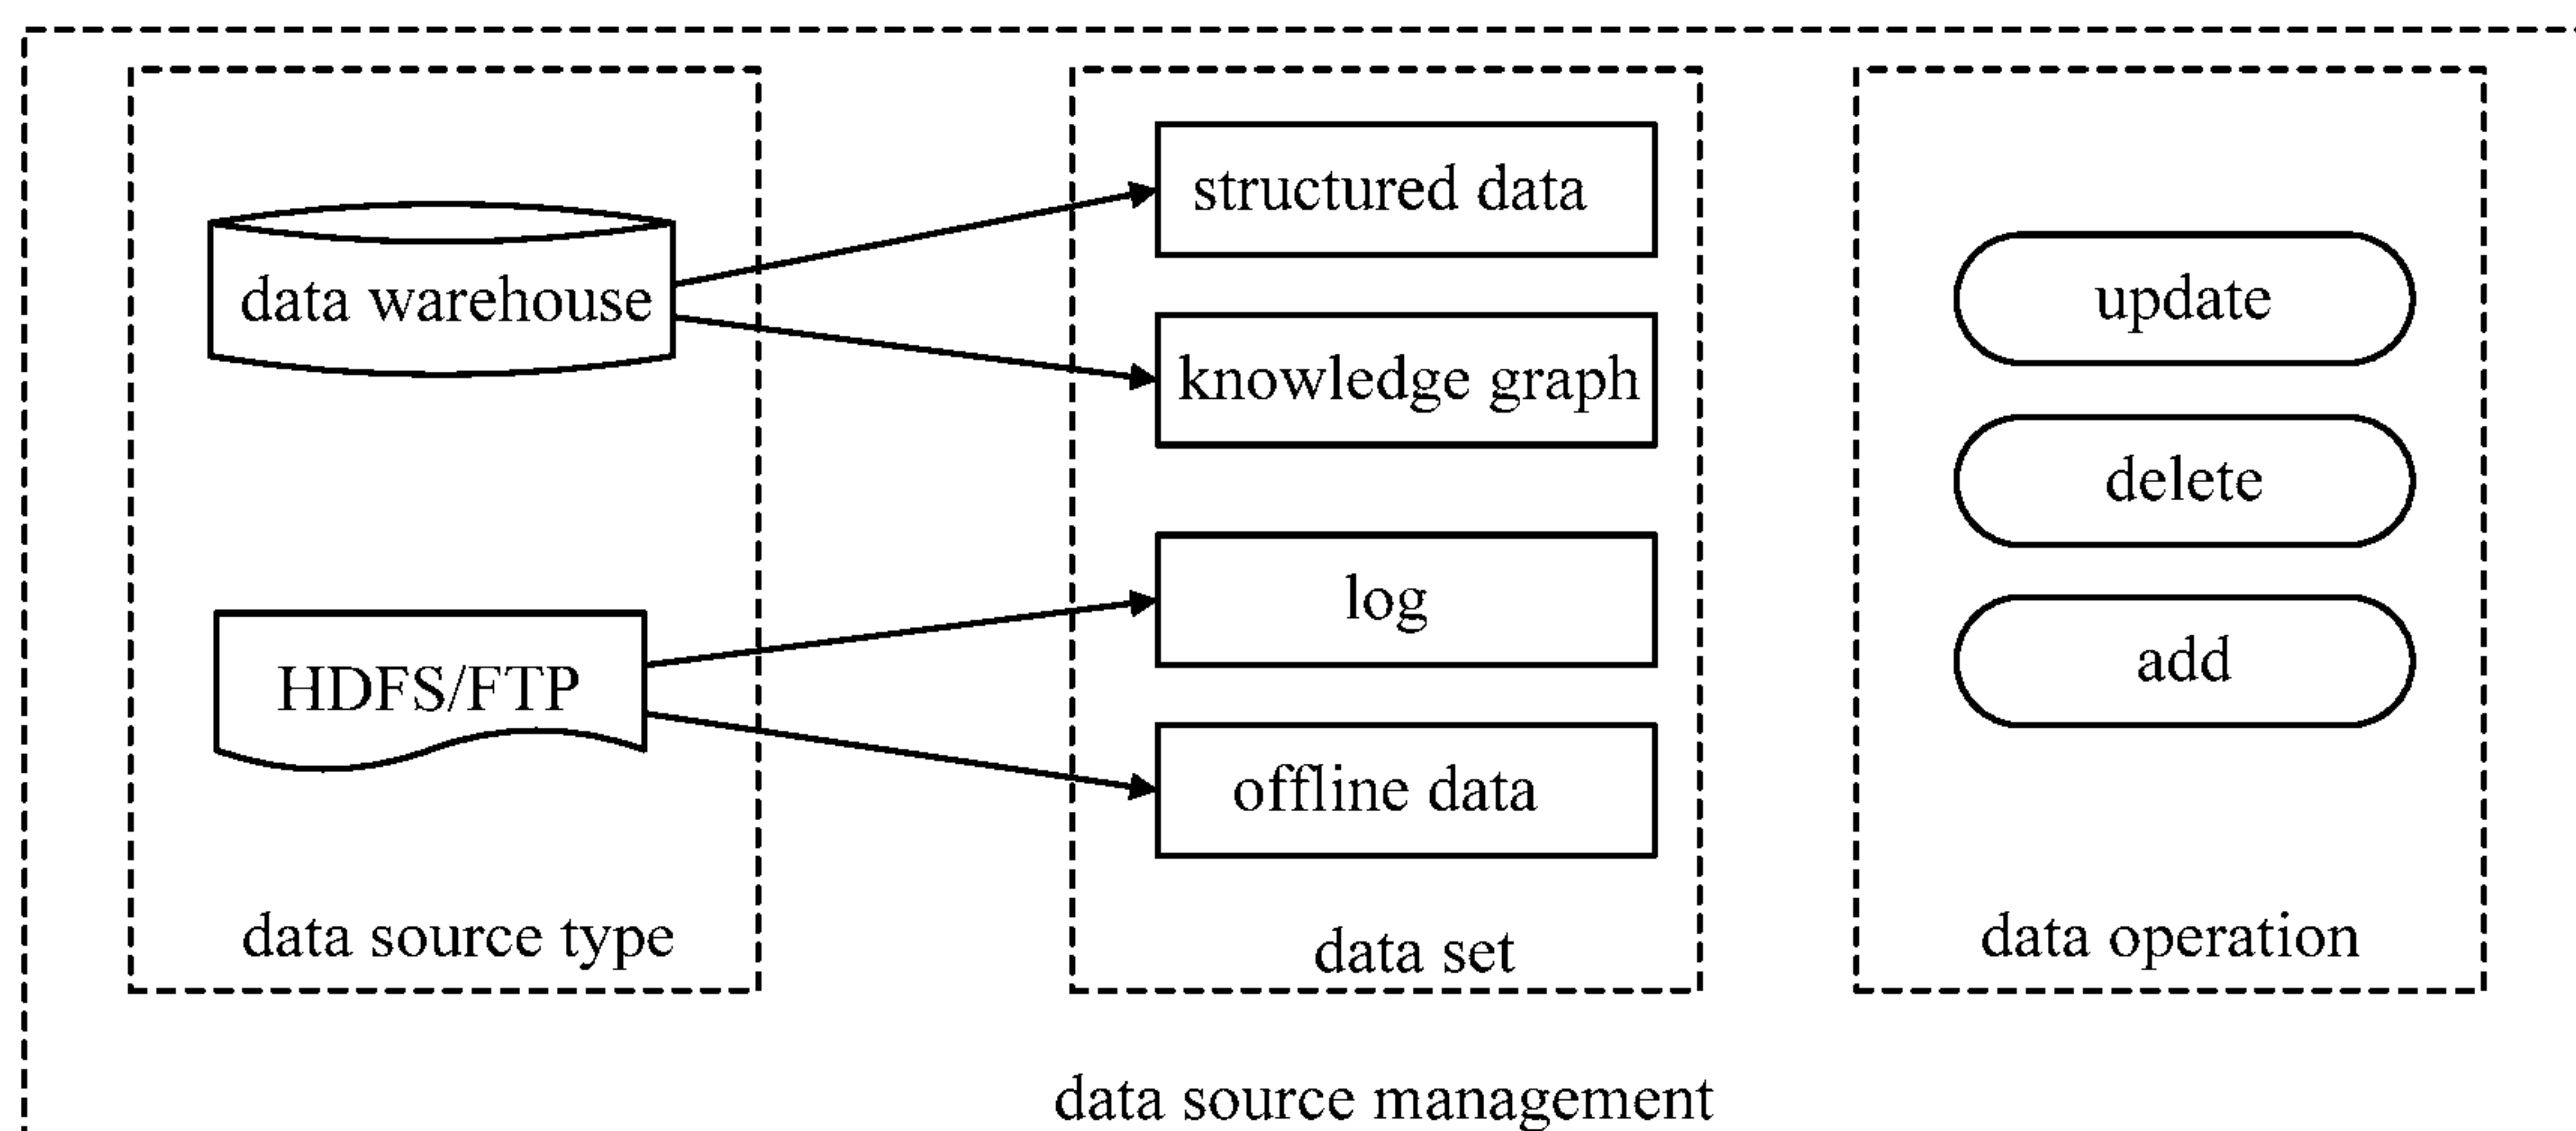 data warehouse
HDFS/FTP
data source type
structured data
knowledge graph
log
offline data
data set
update
delete
add
data operation
data source management